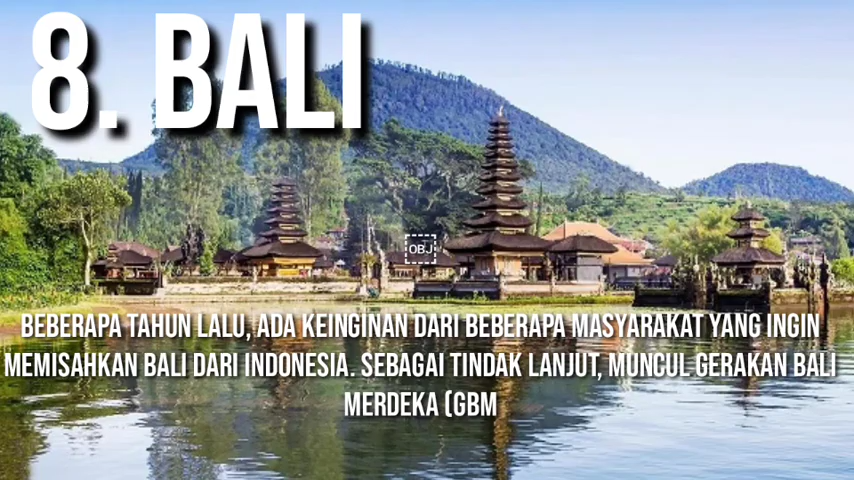 8. BALI
OBJ
BEBERAPA TAHUN LALU, ADA KEINGINAN DARI BEBERAPA MASYARAKAT YANG INGIN
MEMISAHKAN BALI DARI INDONESIA. SEBAGAI TINDAK LANJUT, MUNCUL GERAKAN BALI
MERDEKA (GBM